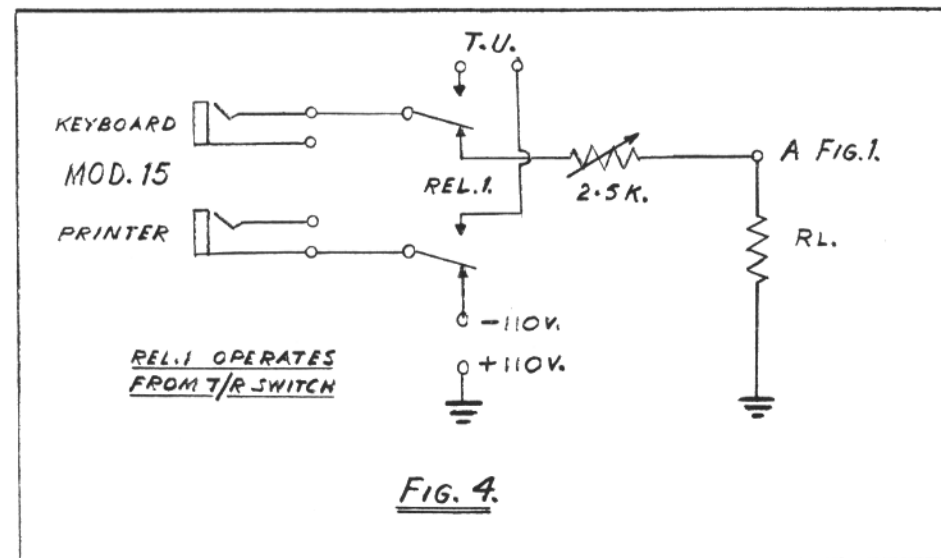 T.U.
KEYBOARD
MOD. 15
REL.1.
2.5K.
A FIG.1.
PRINTER
RL.
-110V.
+110V.
REL.1 OPERATES
FROM T/R SWITCH
FIG. 4.